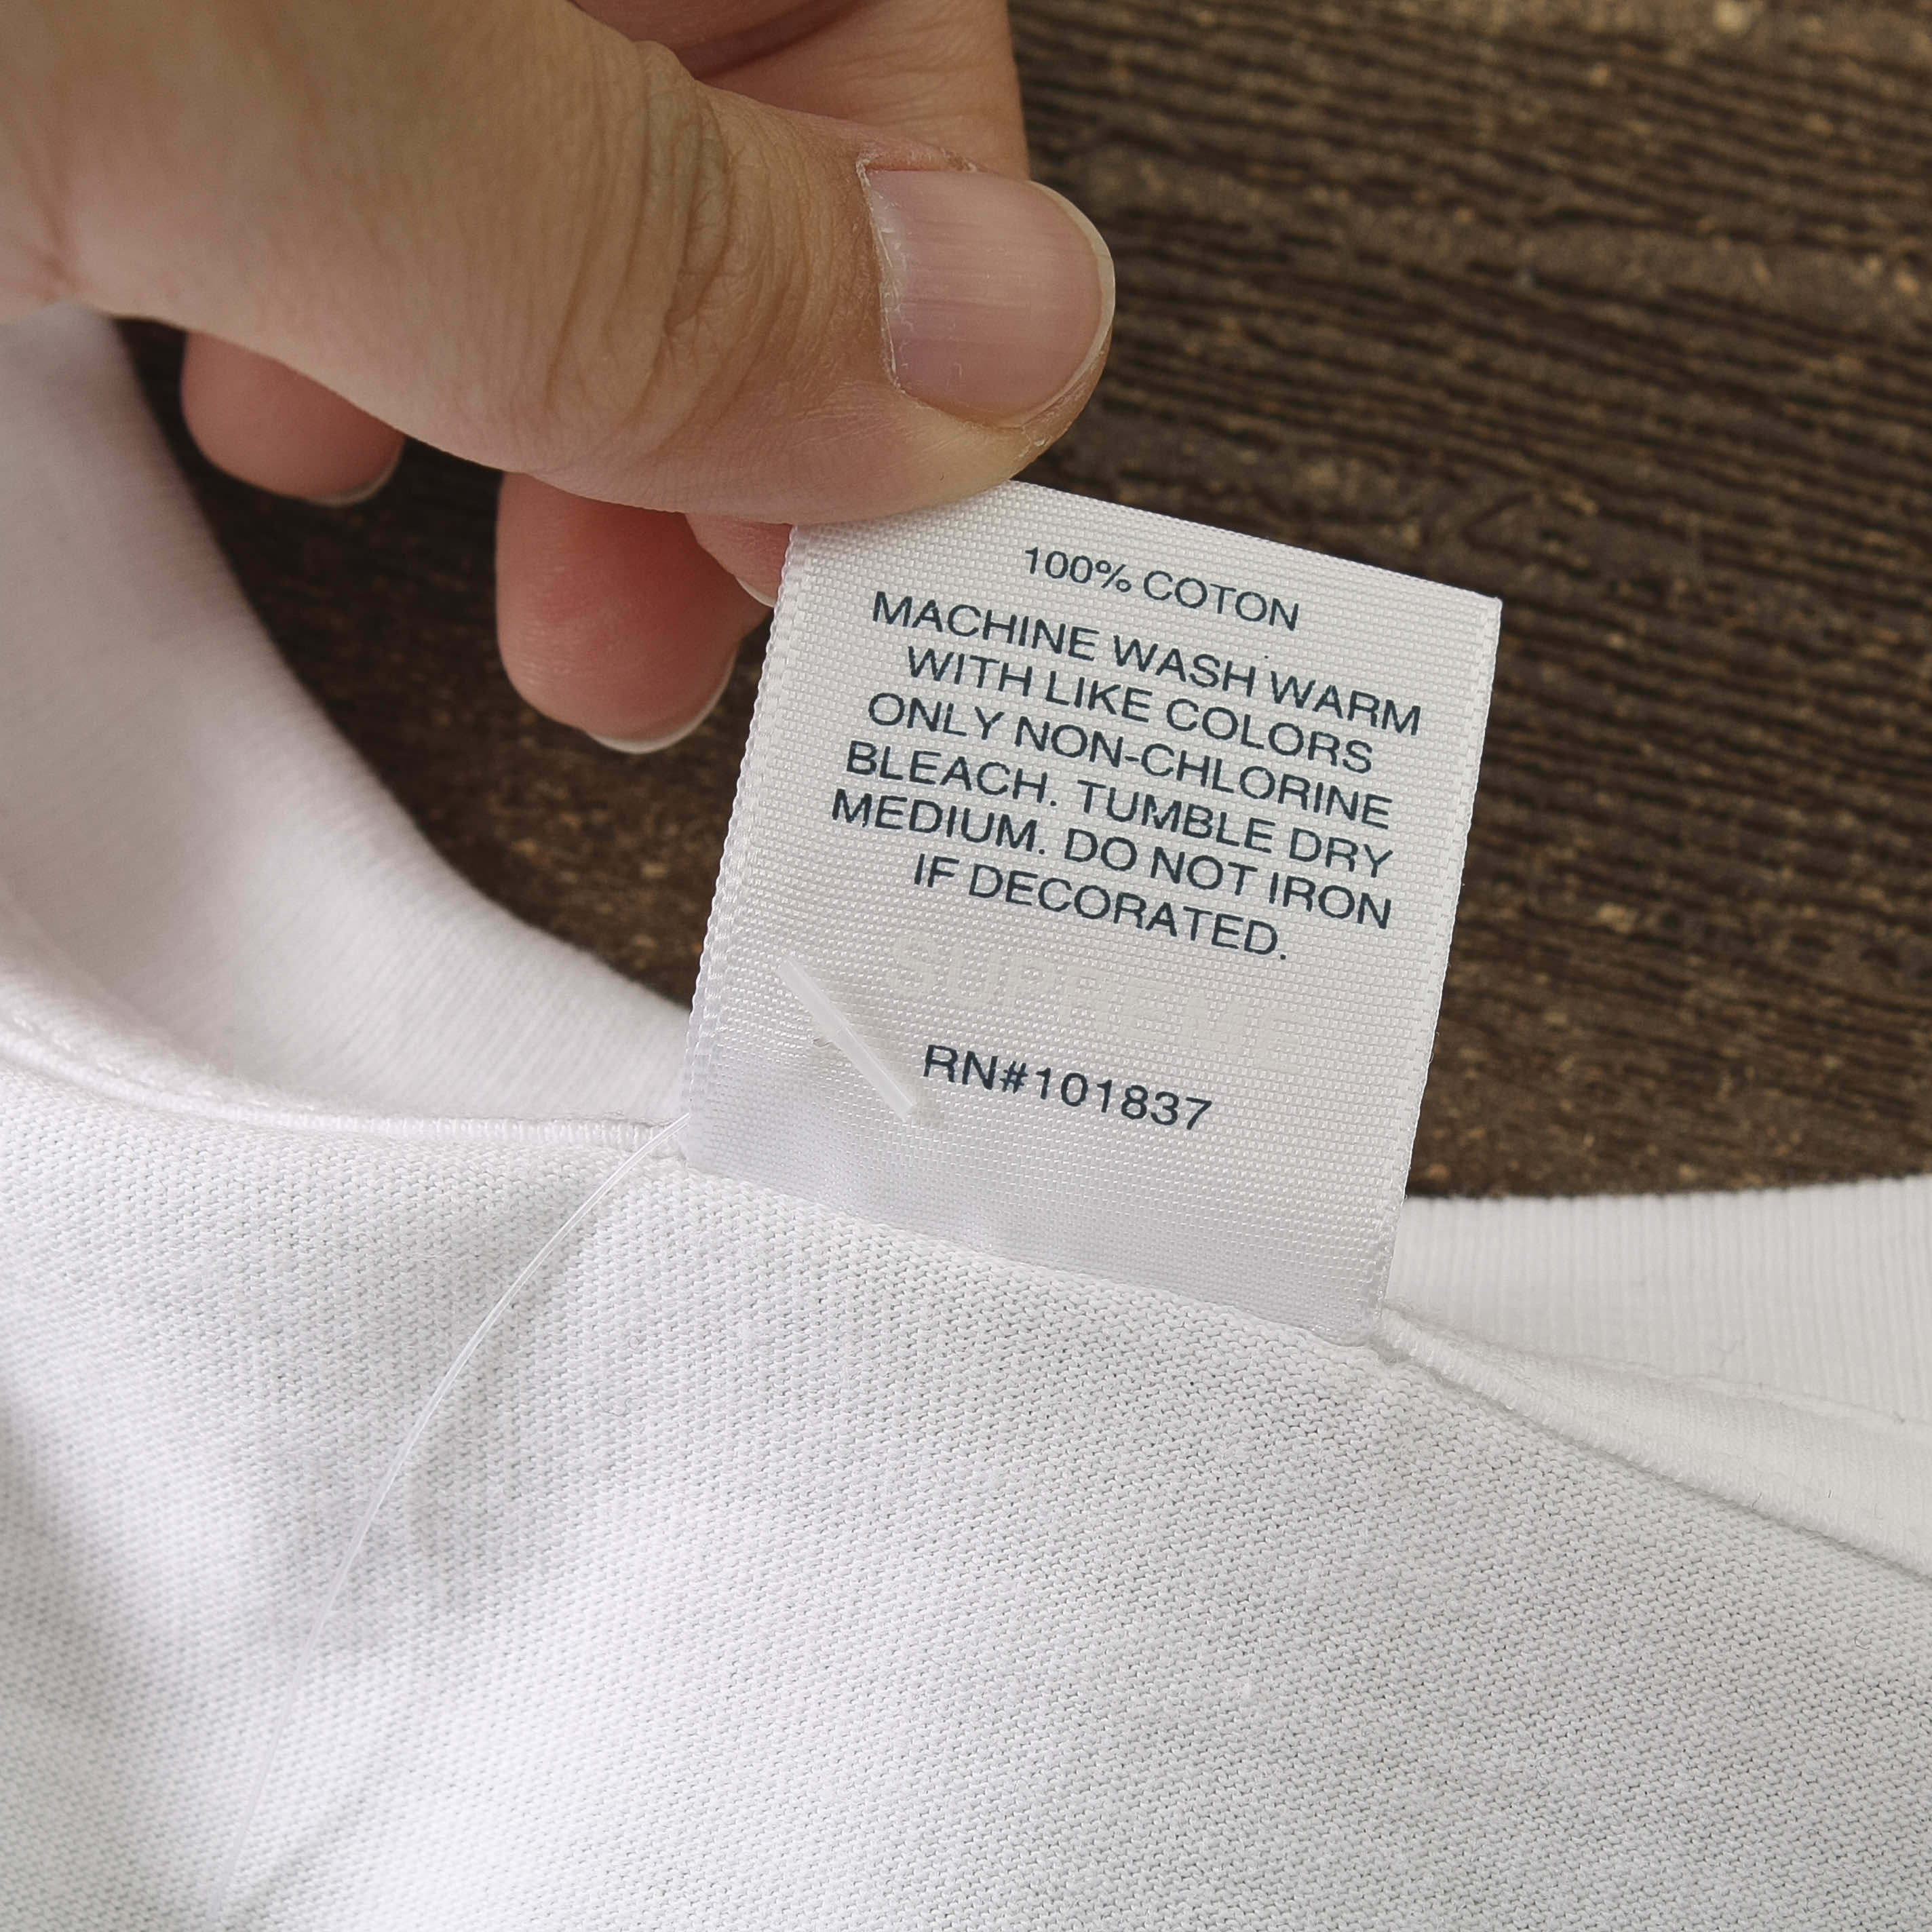 100% COTON
MACHINE WASH WARM
WITH LIKE COLORS
ONLY NON-CHLORINE
BLEACH. TUMBLE DRY
MEDIUM. DO NOT IRON
IF DECORATED.
SUPREME
RN#101837